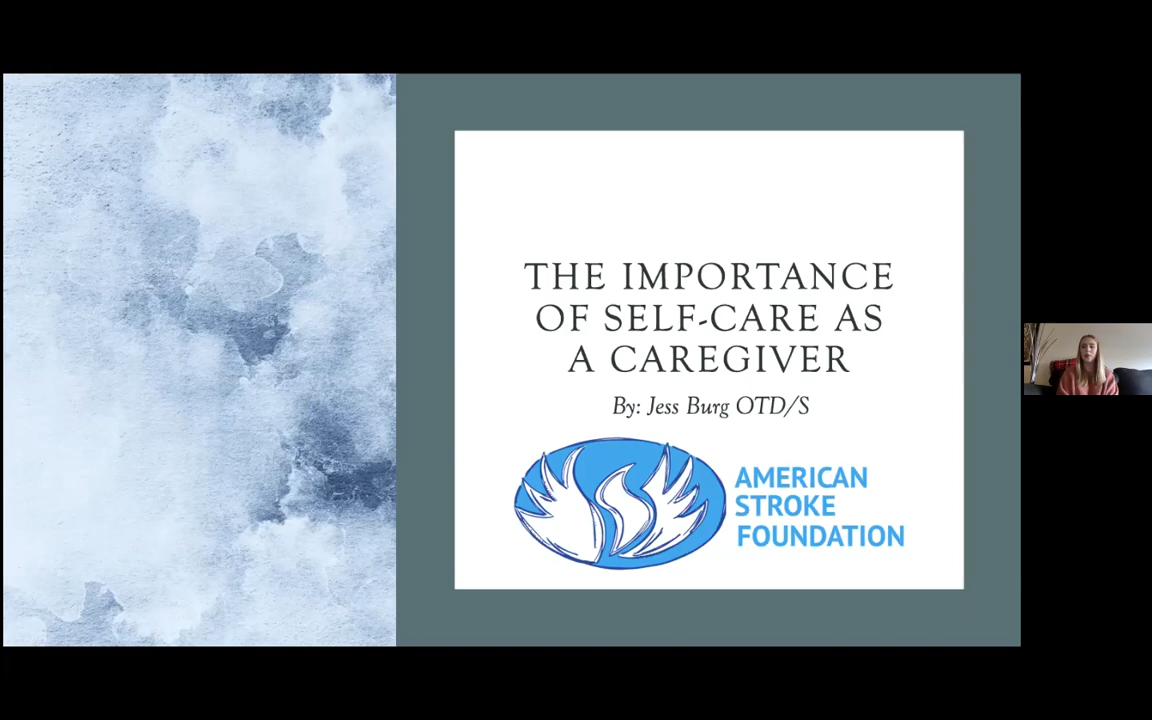 THE IMPORTANCE
OF SELF-CARE AS
A CAREGIVER
By: Jess Burg OTD/S
AMERICAN
STROKE
FOUNDATION